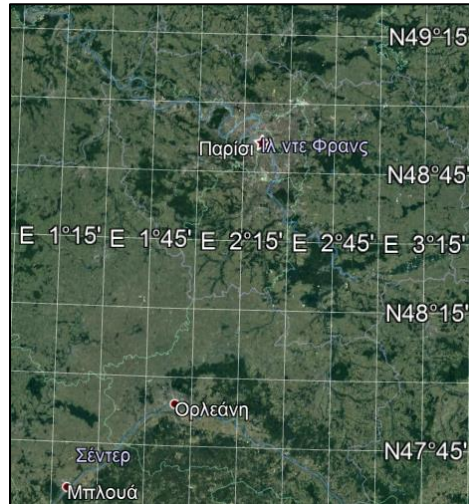 N49°15'
Παρίσι Ιλ ντε Φρανς
N48°45'
E 1°15' E 1°45' E 2°15' E 2°45' E 3°15'
N48°15'
Ορλεάνη
N47°45'
Σέντερ
Μπλουά